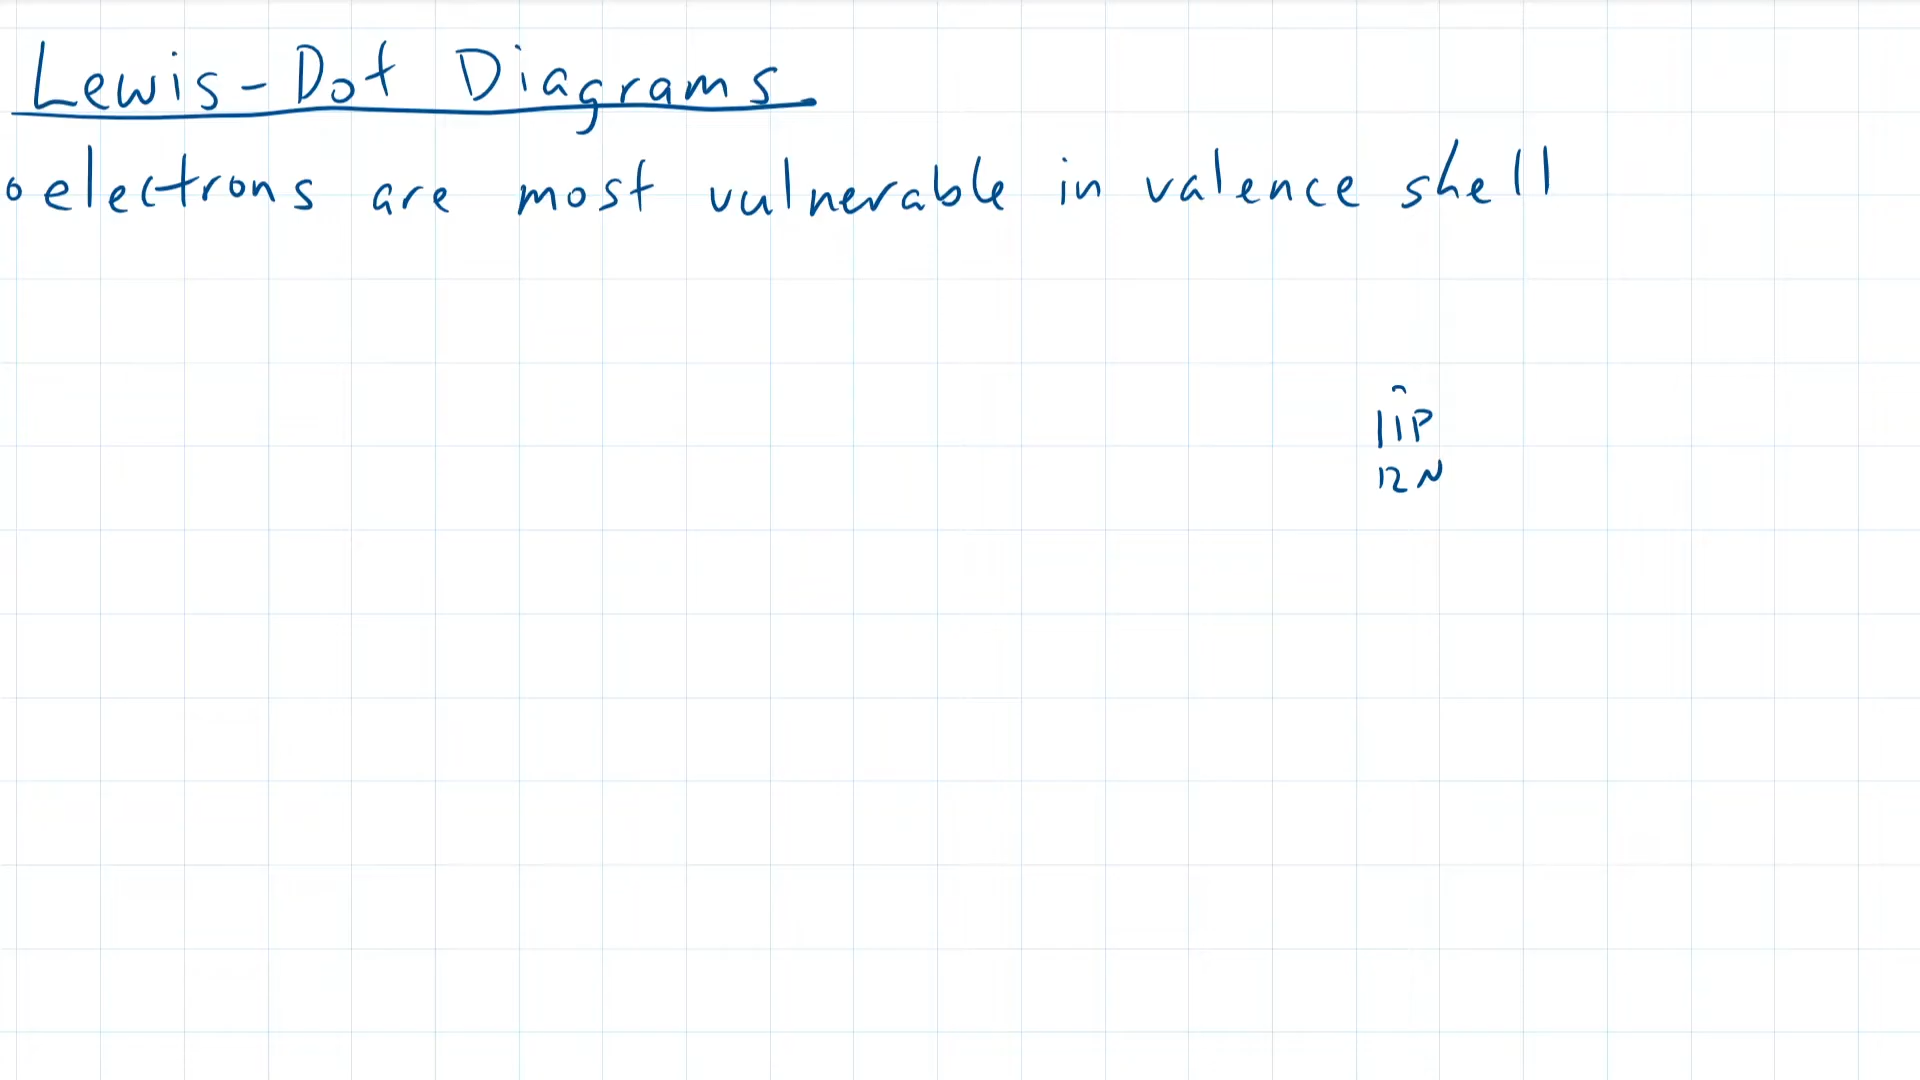 Lewis-Dot Diagrams
electrons are most vulnerable in valence shell
11P
12N